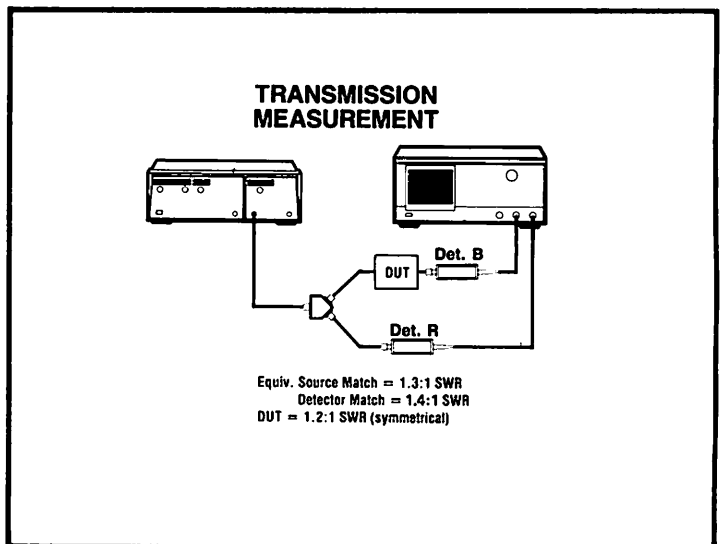 TRANSMISSION
MEASUREMENT
Det. B
DUT
Det. R
Equiv. Source Match = 1.3:1 SWR
Detector Match = 1.4:1 SWR
DUT = 1.2:1 SWR (symmetrical)